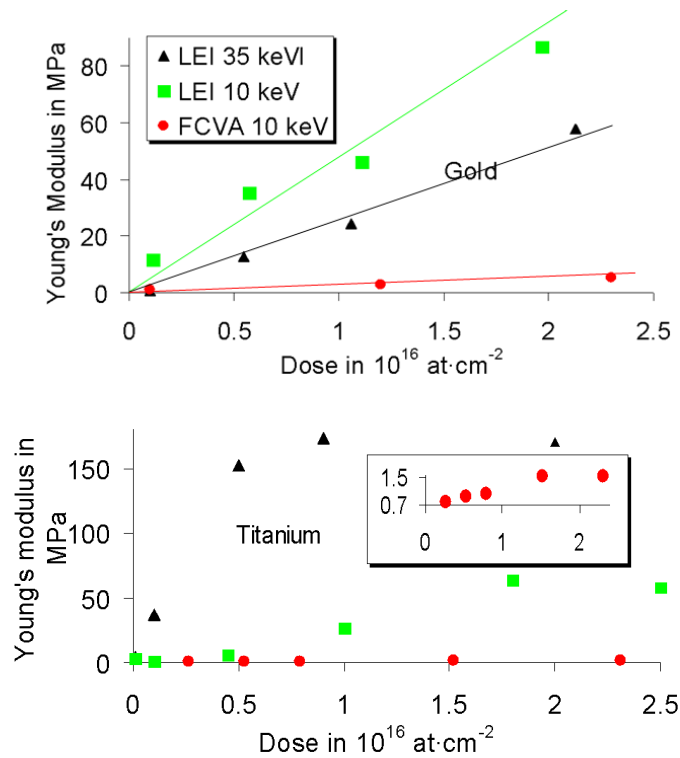 Young's Modulus in MPa
80
60
40
20
0
LEI 35 keVI
LEI 10 keV
FCVA 10 keV
Gold
0 0.5 1 1.5 2 2.5
Dose in 10¹⁶ at·cm⁻²
Young's modulus in
MPa
150
100
50
0
Titanium
1.5
0.7
0 1 2
0 0.5 1 1.5 2 2.5
Dose in 10¹⁶ at·cm⁻²